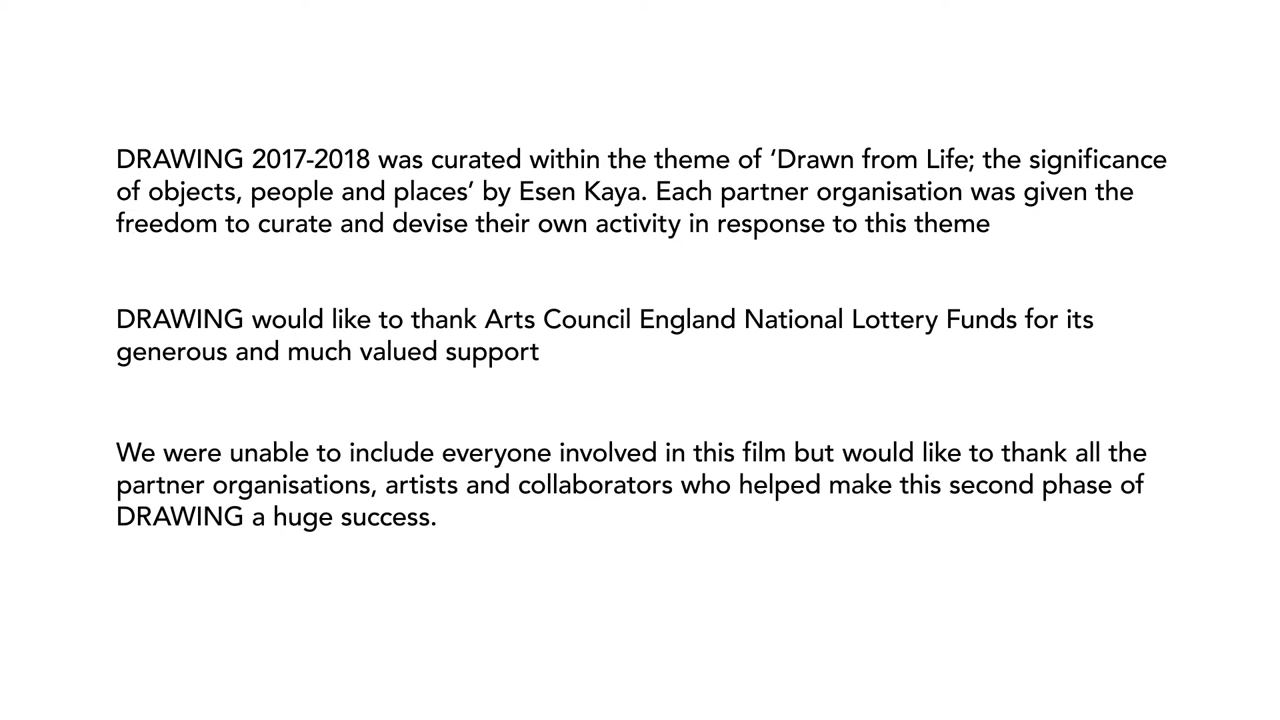 DRAWING 2017-2018 was curated within the theme of ‘Drawn from Life; the significance
of objects, people and places’ by Esen Kaya. Each partner organisation was given the
freedom to curate and devise their own activity in response to this theme
DRAWING would like to thank Arts Council England National Lottery Funds for its
generous and much valued support
We were unable to include everyone involved in this film but would like to thank all the
partner organisations, artists and collaborators who helped make this second phase of
DRAWING a huge success.